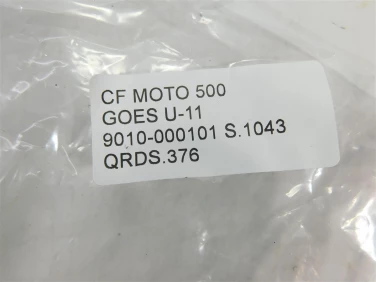 CF MOTO 500
GOES U-11
9010-000101 S.1043
QRDS.376